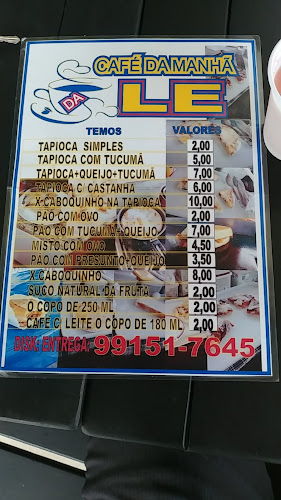 CAFÉ DA MANHÃ
DA LE
TEMOS VALORES
TAPIOCA SIMPLES 2,00
TAPIOCA COM TUCUMÃ 5,00
TAPIOCA+QUEIJO+TUCUMÃ 7,00
TAPIOCA C/ CASTANHA 6,00
X.CABOQUINHO NA TAPIOCA 10,00
PÃO COM OVO 2,00
PÃO COM TUCUMÃ+QUEIJO 7,00
MISTO COM OVO 4,50
PÃO COM PRESUNTO+QUEIJO 3,50
X.CABOQUINHO 8,00
SUCO NATURAL DA FRUTA 2,00
O COPO DE 250 ML 2,00
CAFÉ C/ LEITE O COPO DE 180 ML 2,00
DISK: ENTREGA: 99151-7645